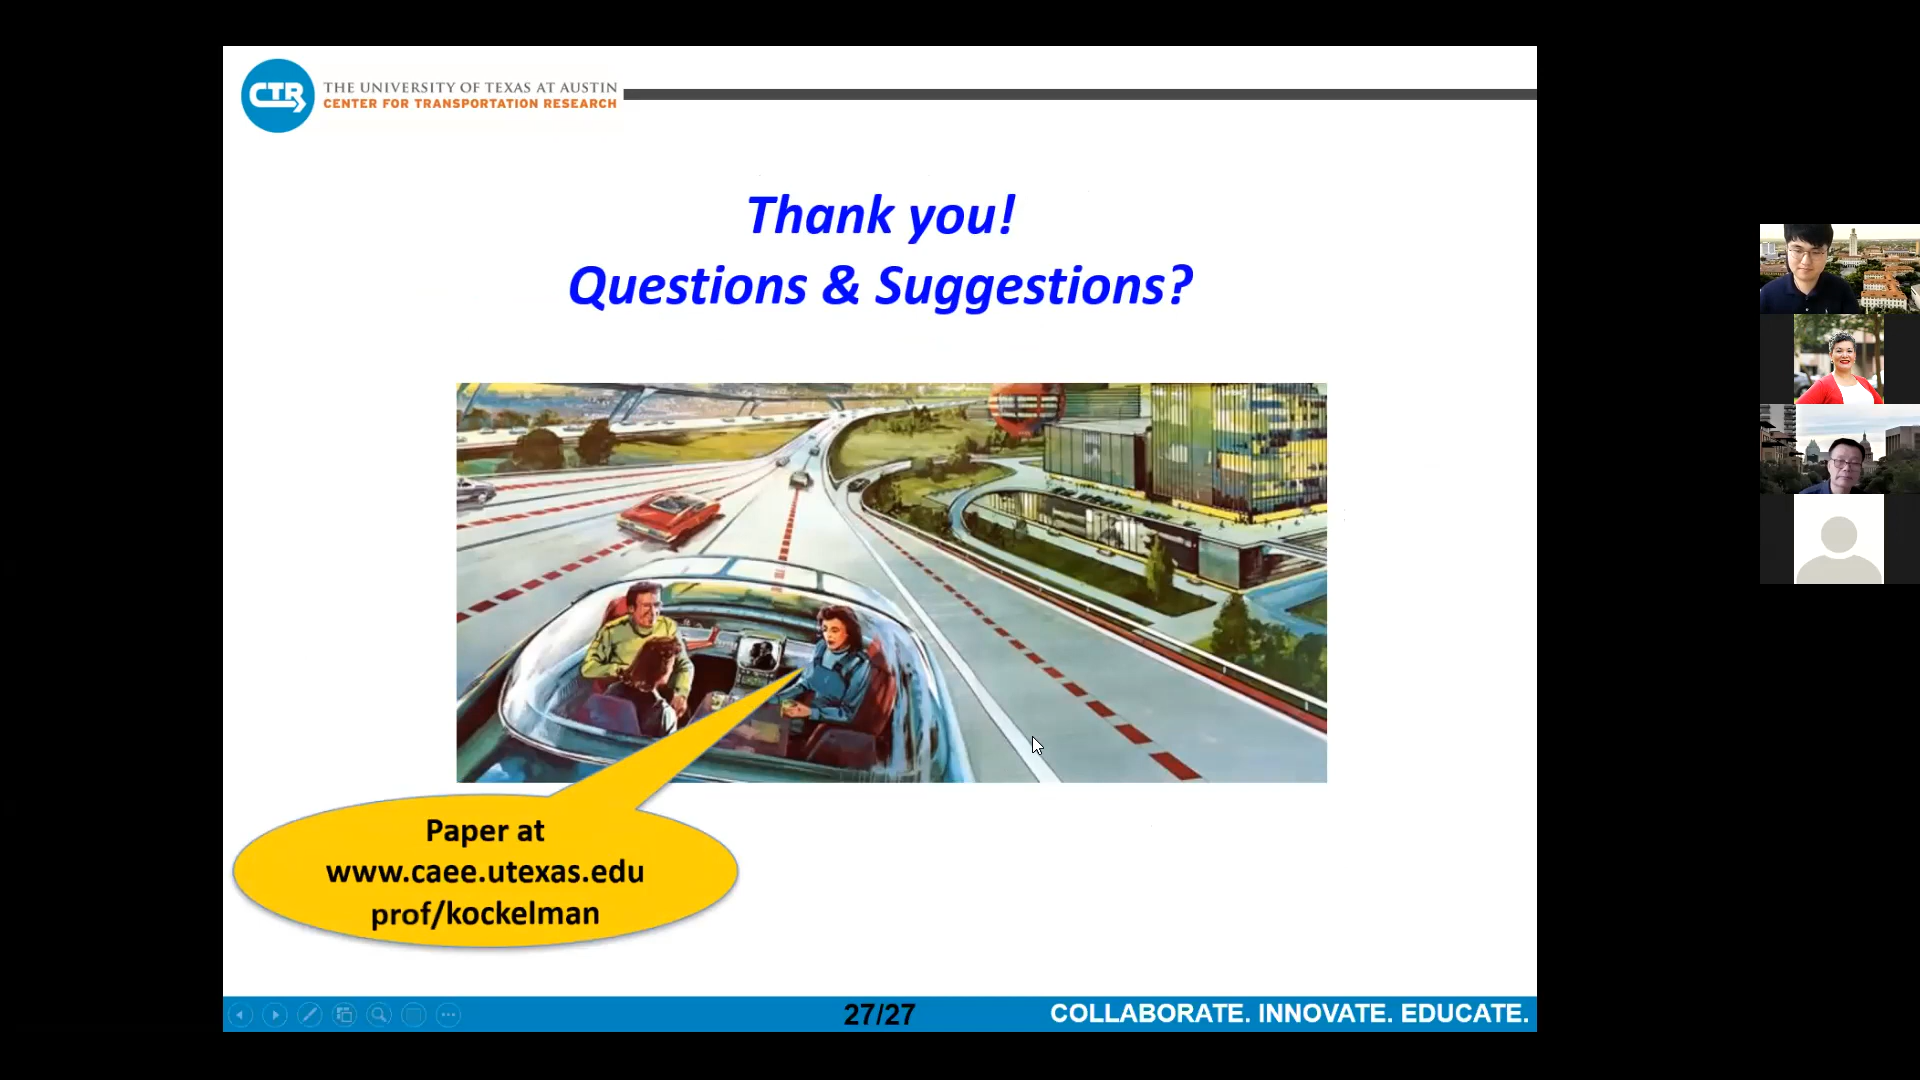 CTR
THE UNIVERSITY OF TEXAS AT AUSTIN
CENTER FOR TRANSPORTATION RESEARCH
Thank you!
Questions & Suggestions?
Paper at
www.caee.utexas.edu
prof/kockelman
27/27
COLLABORATE. INNOVATE. EDUCATE.